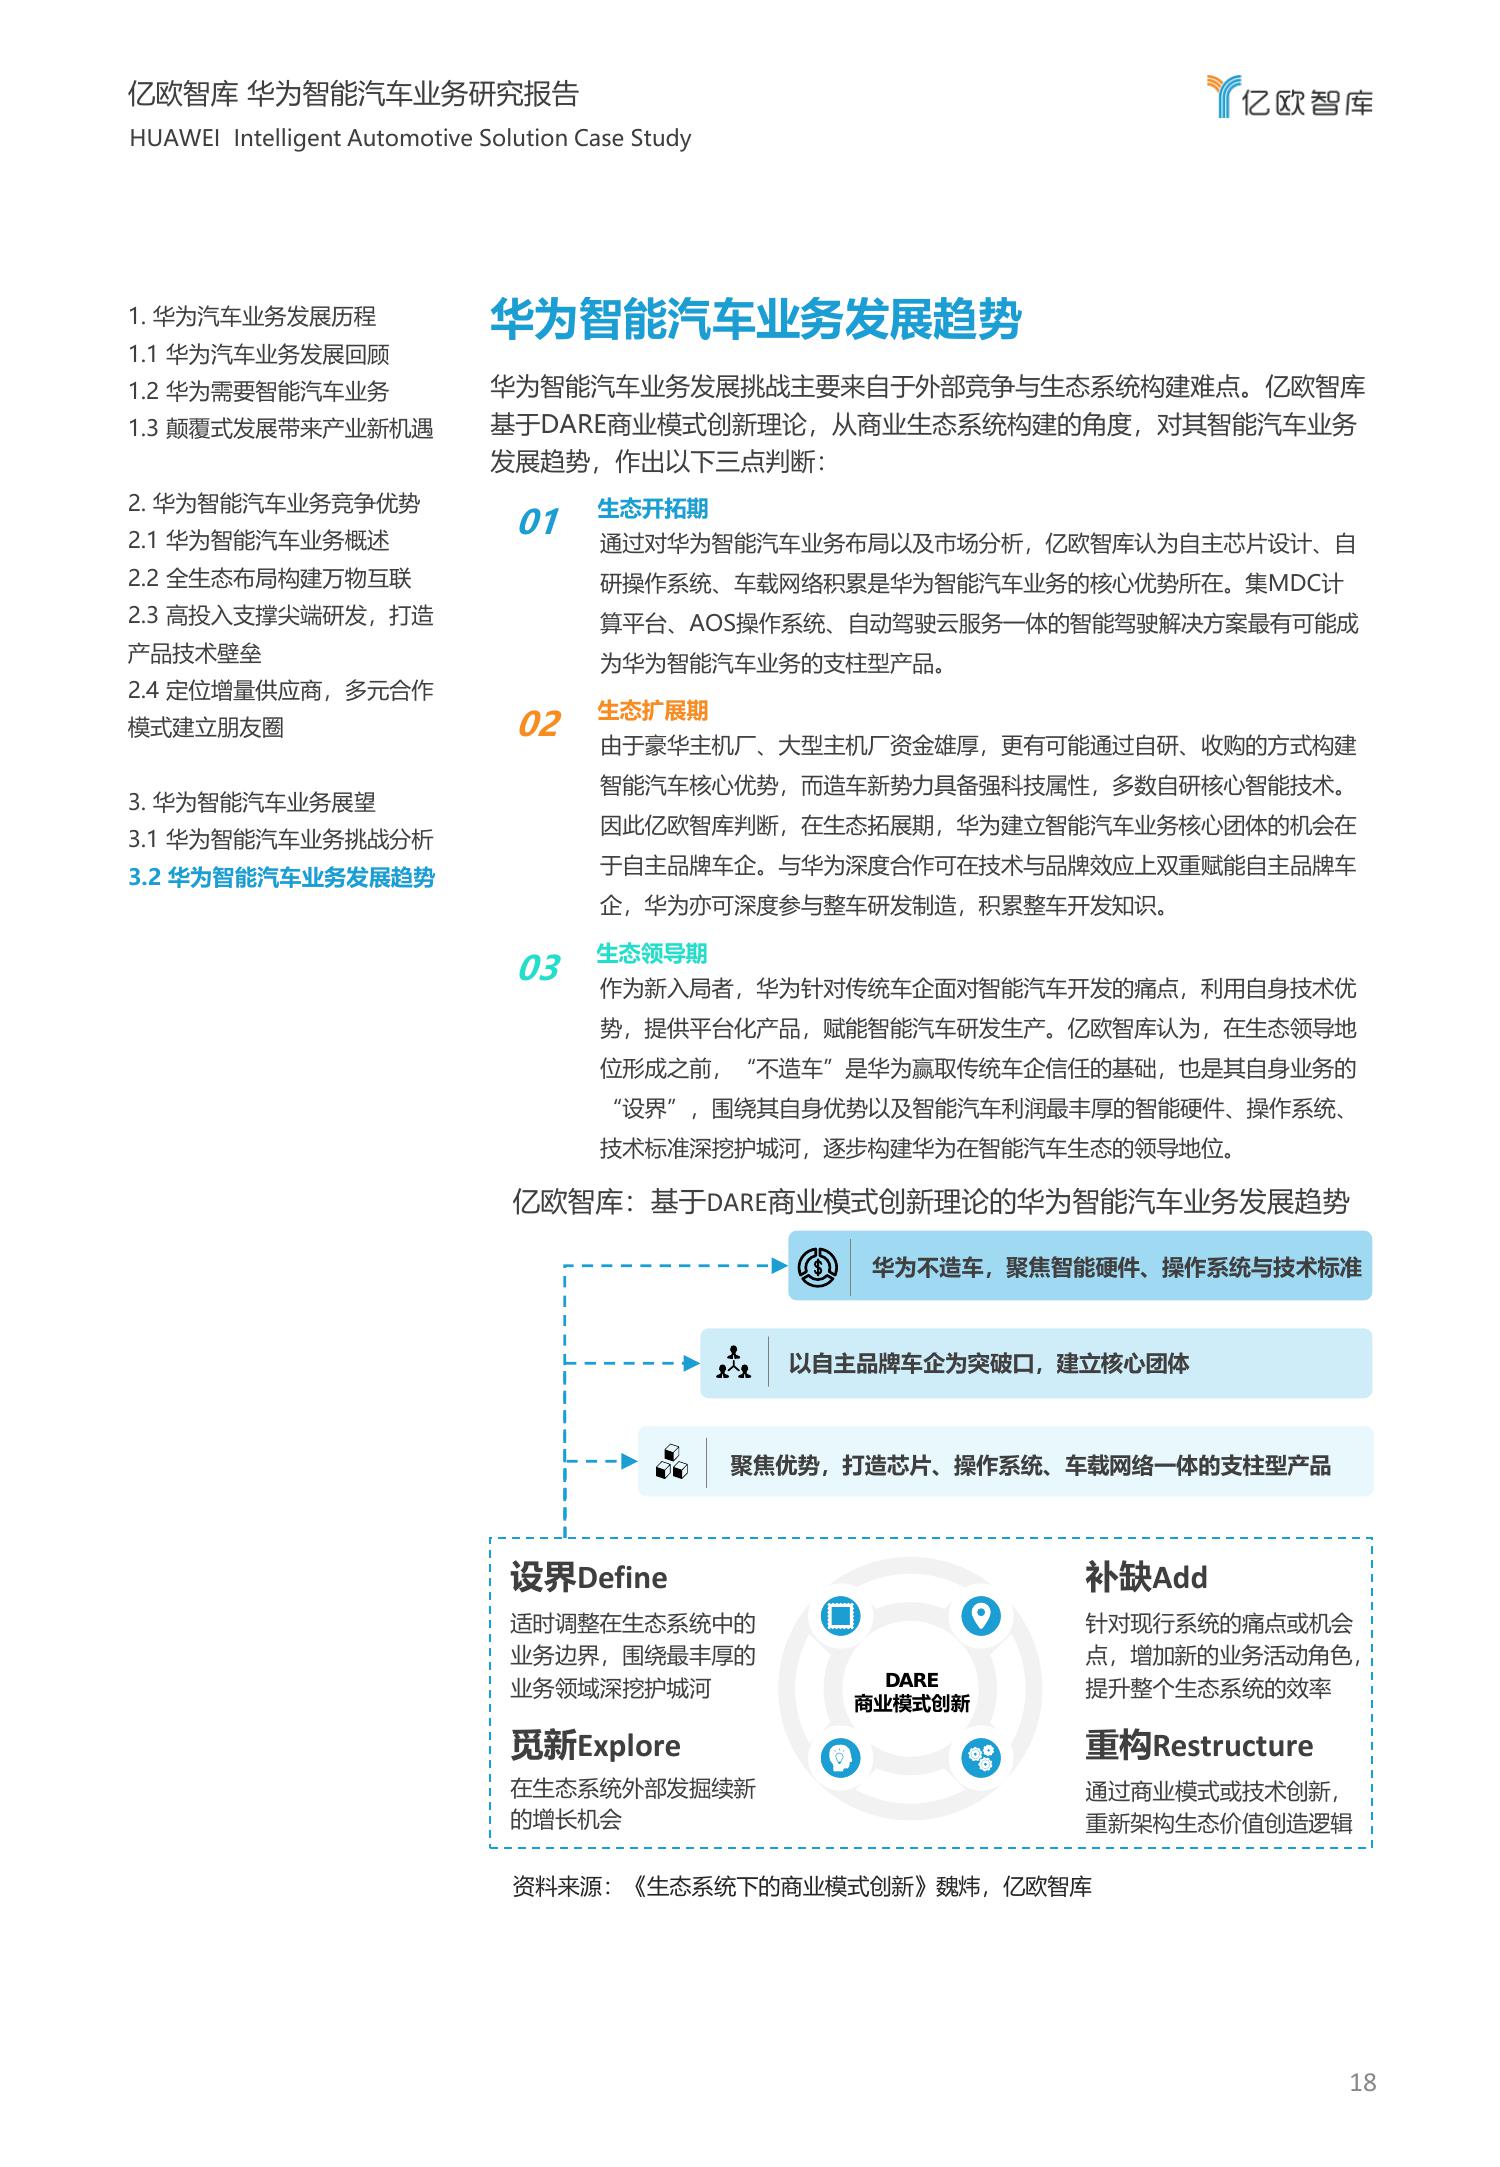 亿欧智库 华为智能汽车业务研究报告
HUAWEI  Intelligent Automotive Solution Case Study
亿欧智库
1. 华为汽车业务发展历程
1.1 华为汽车业务发展回顾
1.2 华为需要智能汽车业务
1.3 颠覆式发展带来产业新机遇
2. 华为智能汽车业务竞争优势
2.1 华为智能汽车业务概述
2.2 全生态布局构建万物互联
2.3 高投入支撑尖端研发，打造
产品技术壁垒
2.4 定位增量供应商，多元合作
模式建立朋友圈
3. 华为智能汽车业务展望
3.1 华为智能汽车业务挑战分析
3.2 华为智能汽车业务发展趋势
华为智能汽车业务发展趋势
华为智能汽车业务发展挑战主要来自于外部竞争与生态系统构建难点。亿欧智库
基于DARE商业模式创新理论，从商业生态系统构建的角度，对其智能汽车业务
发展趋势，作出以下三点判断：
01
生态开拓期
通过对华为智能汽车业务布局以及市场分析，亿欧智库认为自主芯片设计、自
研操作系统、车载网络积累是华为智能汽车业务的核心优势所在。集MDC计
算平台、AOS操作系统、自动驾驶云服务一体的智能驾驶解决方案最有可能成
为华为智能汽车业务的支柱型产品。
02
生态扩展期
由于豪华主机厂、大型主机厂资金雄厚，更有可能通过自研、收购的方式构建
智能汽车核心优势，而造车新势力具备强科技属性，多数自研核心智能技术。
因此亿欧智库判断，在生态拓展期，华为建立智能汽车业务核心团体的机会在
于自主品牌车企。与华为深度合作可在技术与品牌效应上双重赋能自主品牌车
企，华为亦可深度参与整车研发制造，积累整车开发知识。
03
生态领导期
作为新入局者，华为针对传统车企面对智能汽车开发的痛点，利用自身技术优
势，提供平台化产品，赋能智能汽车研发生产。亿欧智库认为，在生态领导地
位形成之前，“不造车”是华为赢取传统车企信任的基础，也是其自身业务的
“设界”，围绕其自身优势以及智能汽车利润最丰厚的智能硬件、操作系统、
技术标准深挖护城河，逐步构建华为在智能汽车生态的领导地位。
亿欧智库：基于DARE商业模式创新理论的华为智能汽车业务发展趋势
华为不造车，聚焦智能硬件、操作系统与技术标准
以自主品牌车企为突破口，建立核心团体
聚焦优势，打造芯片、操作系统、车载网络一体的支柱型产品
设界Define
适时调整在生态系统中的
业务边界，围绕最丰厚的
业务领域深挖护城河
觅新Explore
在生态系统外部发掘续新
的增长机会
DARE
商业模式创新
补缺Add
针对现行系统的痛点或机会
点，增加新的业务活动角色，
提升整个生态系统的效率
重构Restructure
通过商业模式或技术创新，
重新架构生态价值创造逻辑
资料来源：《生态系统下的商业模式创新》魏炜，亿欧智库
18